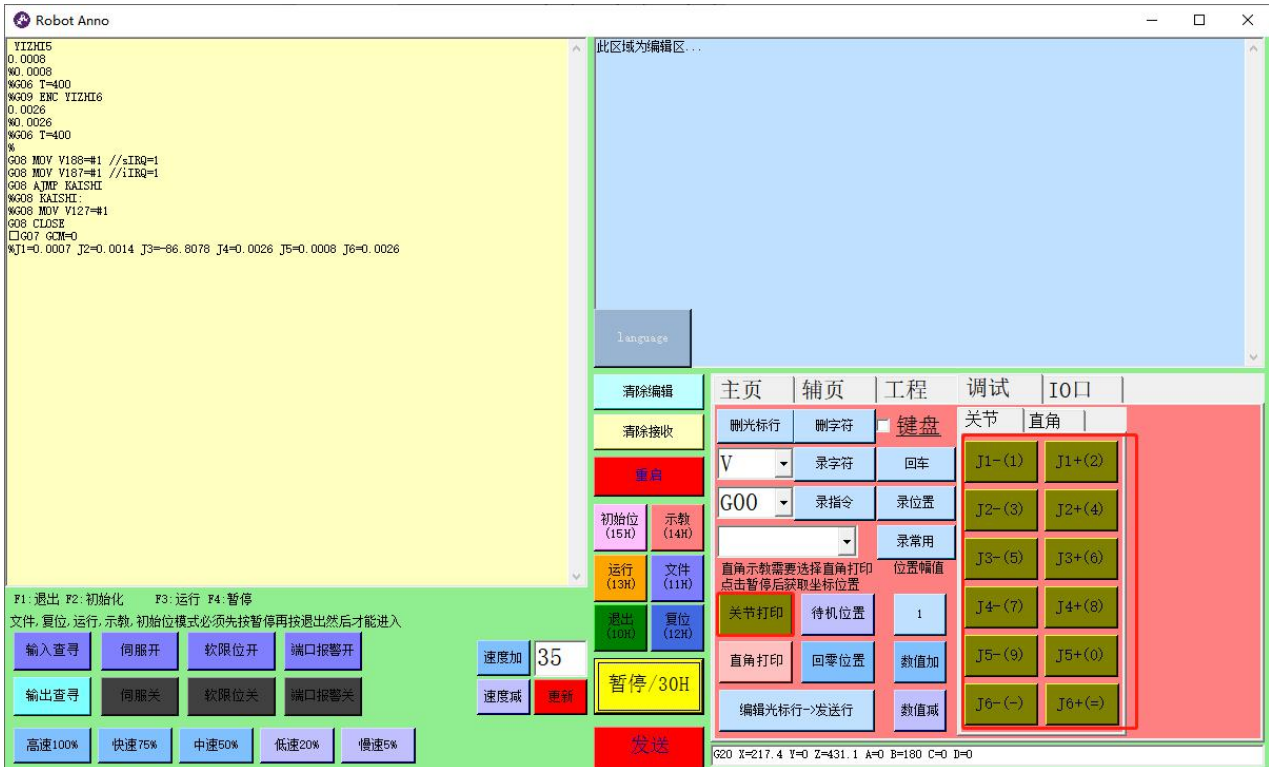 Robot Anno
YIZHI5
0.0008
%0.0008
%G06 T=400
%G09 ENC YIZHI6
0.0026
%0.0026
%G06 T=400
%
G08 MOV V188=#1 //sIRQ=1
G08 MOV V187=#1 //iIRQ=1
G08 AJMP KAISHI
%G08 KAISHI:
%G08 MOV V127=#1
G08 CLOSE
□G07 GCM=0
%J1=0.0007 J2=0.0014 J3=-86.8078 J4=0.0026 J5=0.0008 J6=0.0026
F1:退出 F2:初始化 F3:运行 F4:暂停
文件,复位,运行,示教,初始位模式必须先按暂停再按退出然后才能进入
输入查寻 伺服开 软限位开 端口报警开
速度加 35
输出查寻 伺服关 软限位关 端口报警关
速度减 更新
高速100% 快速75% 中速50% 低速20% 慢速5%
此区域为编辑区...
language
清除编辑
清除接收
重启
初始位(15H) 示教(14H)
运行(13H) 文件(11H)
退出(10H) 复位(12H)
暂停/30H
发送
主页 辅页 工程 调试 IO口
删光标行 删字符 键盘
V 录字符 回车
G00 录指令 录位置
录常用
直角示教需要选择直角打印 位置幅值
点击暂停后获取坐标位置
关节打印 待机位置 1
直角打印 回零位置 数值加
编辑光标行->发送行 数值减
关节 直角
J1-(1) J1+(2)
J2-(3) J2+(4)
J3-(5) J3+(6)
J4-(7) J4+(8)
J5-(9) J5+(0)
J6-(-) J6+(=)
G20 X=217.4 Y=0 Z=431.1 A=0 B=180 C=0 D=0